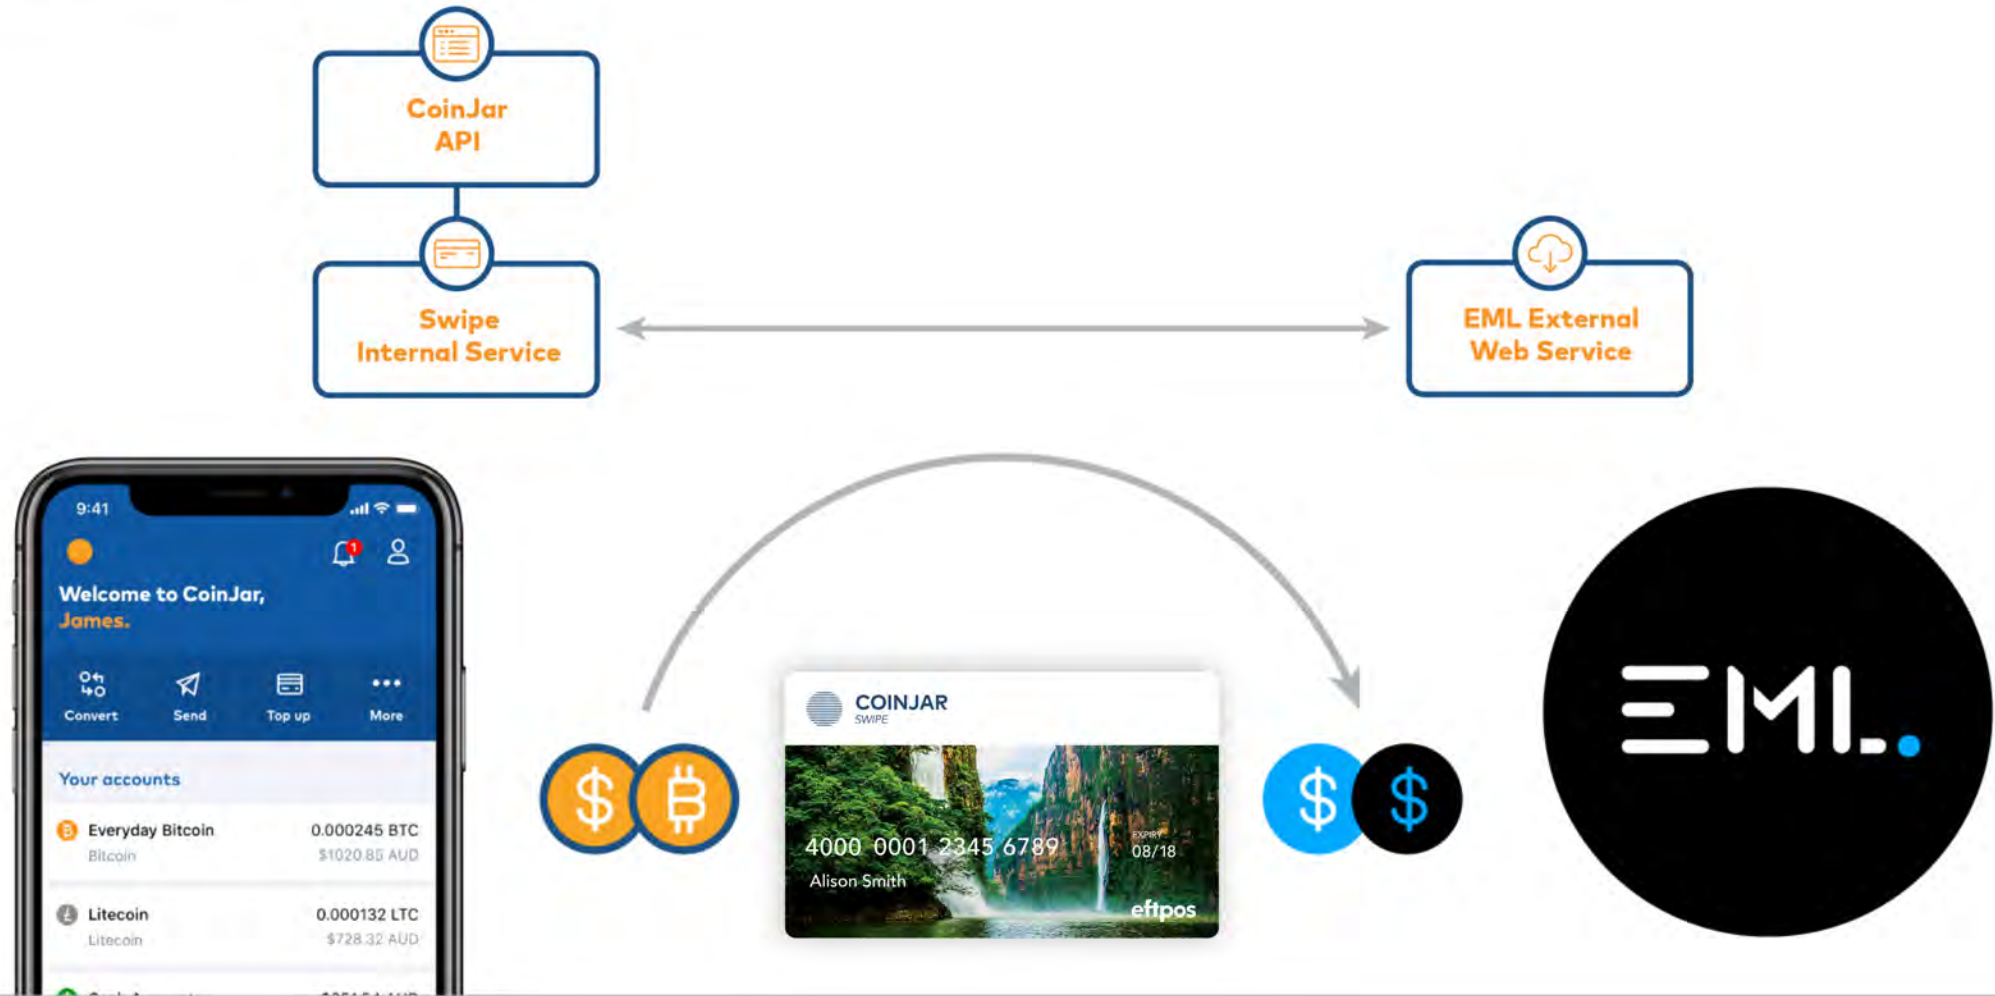 CoinJar
API
Swipe
Internal Service
EML External
Web Service
9:41
1
Welcome to CoinJar,
James.
Convert Send Top up More
Your accounts
Everyday Bitcoin 0.000245 BTC
Bitcoin $1020.85 AUD
Litecoin 0.000132 LTC
Litecoin $728.32 AUD
COINJAR
SWIPE
4000 0001 2345 6789
EXPIRY
08/18
Alison Smith
eftpos
$ $ $
EML.